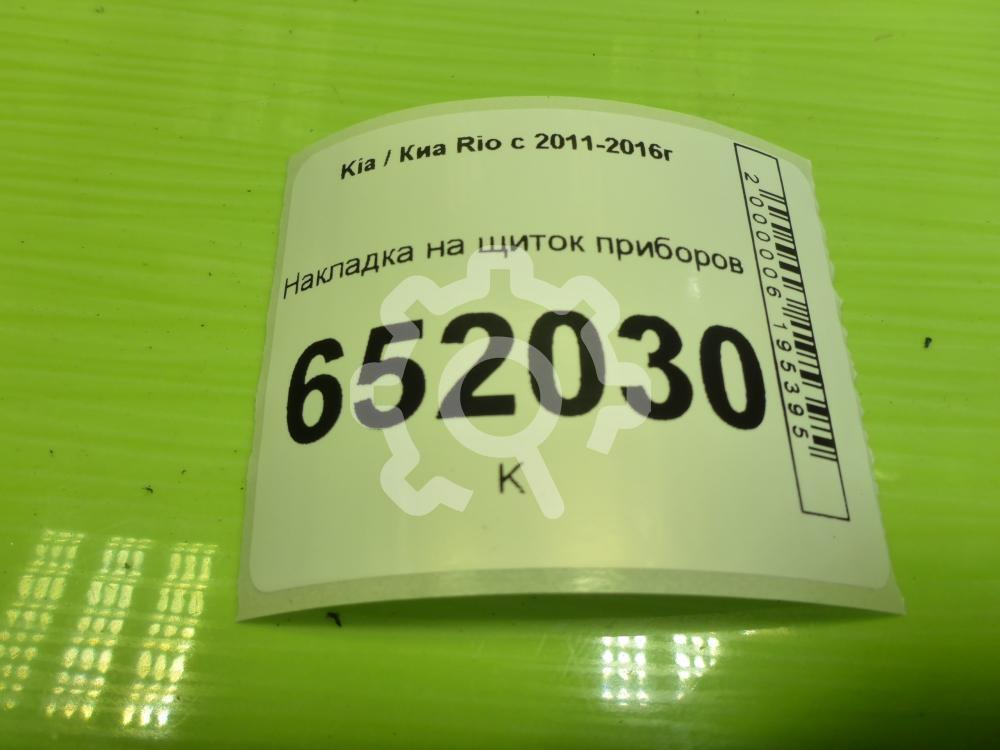 Kia / Киа Rio с 2011-2016г
Накладка на щиток приборов
652030
К
2000006195395